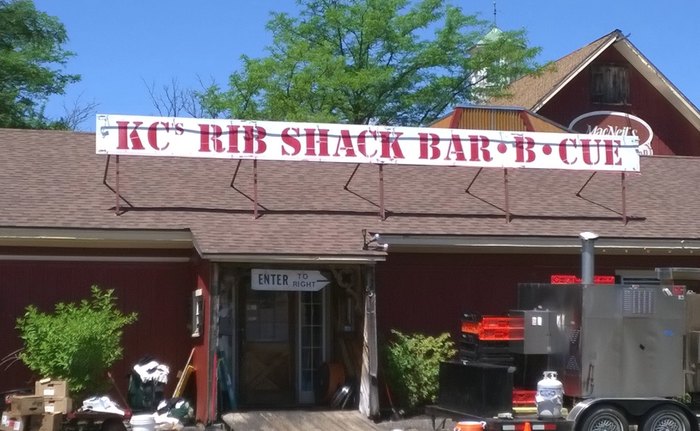 KC's RIB SHACK BAR • B • CUE
MacNeil's
ENTER TO RIGHT